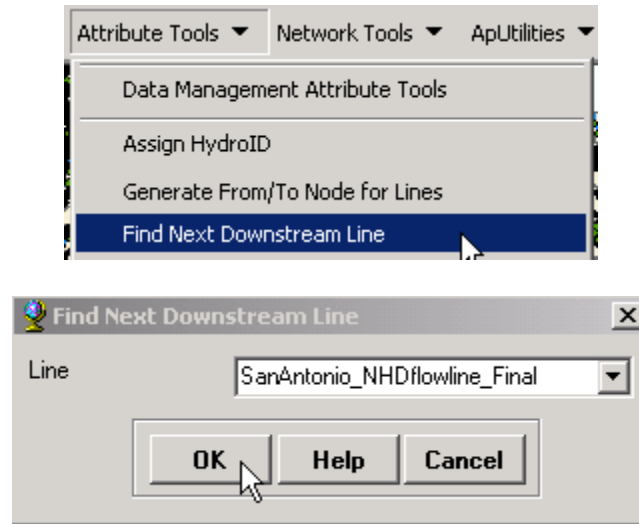 Attribute Tools ▼ Network Tools ▼ ApUtilities ▼
Data Management Attribute Tools
Assign HydroID
Generate From/To Node for Lines
Find Next Downstream Line
Find Next Downstream Line
Line SanAntonio_NHDflowline_Final
OK Help Cancel